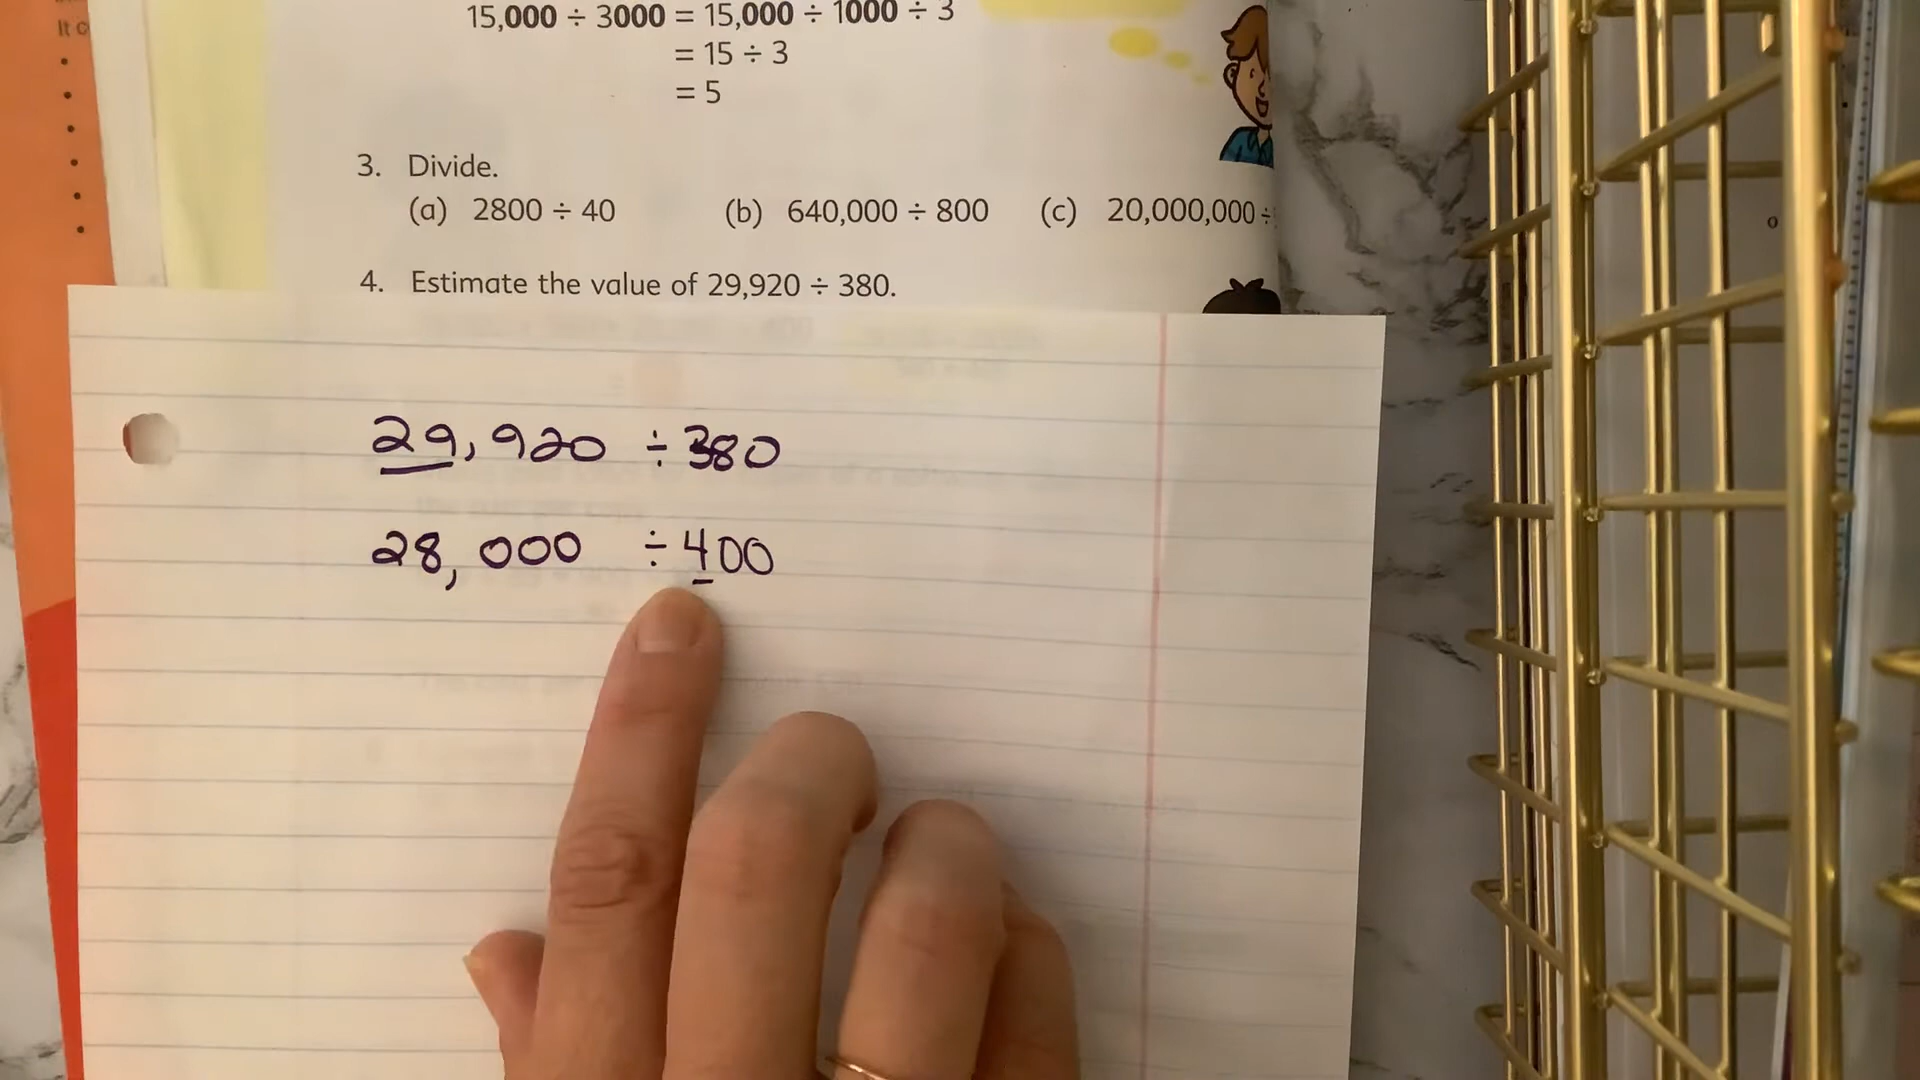 It
15,000 ÷ 3000 = 15,000 ÷ 1000 ÷ 3
= 15 ÷ 3
= 5
3. Divide.
(a) 2800 ÷ 40 (b) 640,000 ÷ 800 (c) 20,000,000 ÷
4. Estimate the value of 29,920 ÷ 380.
29,920 ÷ 380
28,000 ÷ 400